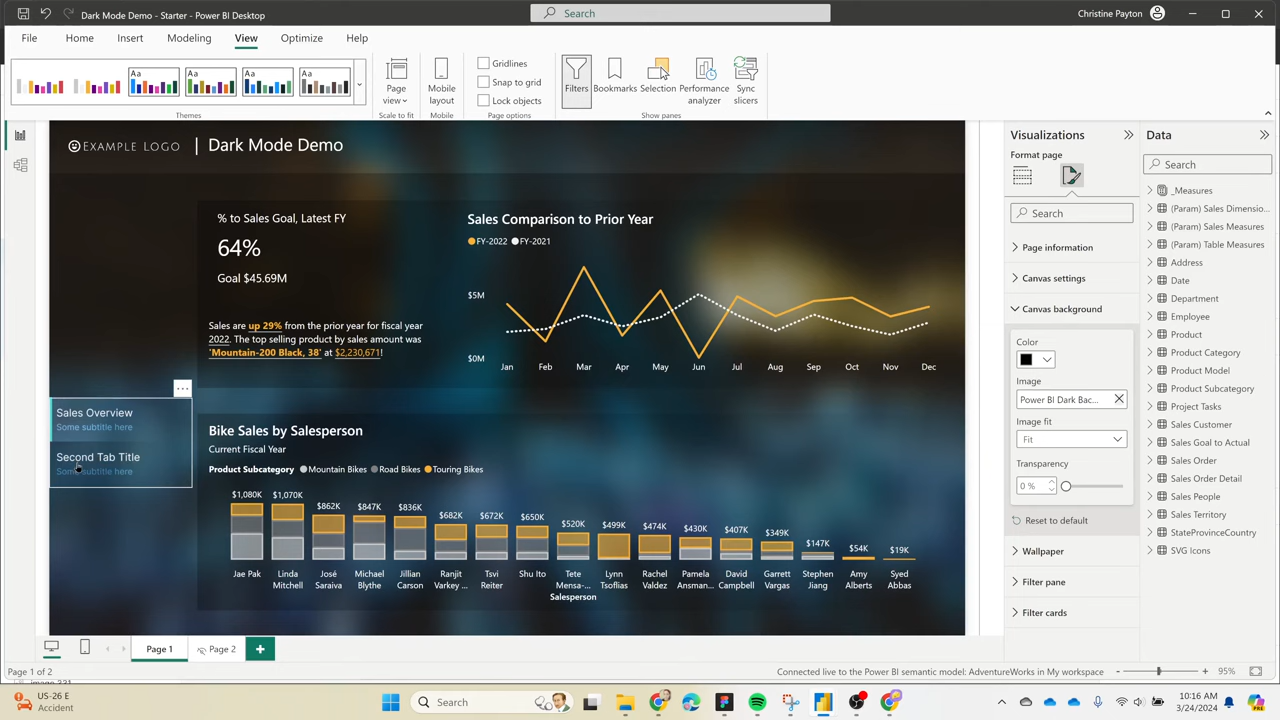 Dark Mode Demo - Starter - Power BI Desktop
Search
Christine Payton
File
Home
Insert
Modeling
View
Optimize
Help
Aa
Aa
Aa
Aa
Themes
Page view
Scale to fit
Mobile layout
Mobile
Gridlines
Snap to grid
Lock objects
Page options
Filters
Bookmarks
Selection
Performance analyzer
Sync slicers
Show panes
EXAMPLE LOGO | Dark Mode Demo
% to Sales Goal, Latest FY
64%
Goal $45.69M
Sales are up 29% from the prior year for fiscal year
2022. The top selling product by sales amount was
'Mountain-200 Black, 38' at $2,230,671!
Sales Comparison to Prior Year
FY-2022 FY-2021
$5M
$0M
Jan Feb Mar Apr May Jun Jul Aug Sep Oct Nov Dec
...
Sales Overview
Some subtitle here
Second Tab Title
Some subtitle here
Bike Sales by Salesperson
Current Fiscal Year
Product Subcategory Mountain Bikes Road Bikes Touring Bikes
$1,080K $1,070K $862K $847K $836K $682K $672K $650K $520K $499K $474K $430K $407K $349K $147K $54K $19K
Jae Pak Linda Mitchell José Saraiva Michael Blythe Jillian Carson Ranjit Varkey ... Tsvi Reiter Shu Ito Tete Mensa-... Lynn Tsoflias Rachel Valdez Pamela Ansman... David Campbell Garrett Vargas Stephen Jiang Amy Alberts Syed Abbas
Salesperson
Visualizations
Format page
Search
Page information
Canvas settings
Canvas background
Color
Image
Power BI Dark Bac...
Image fit
Fit
Transparency
0 %
Reset to default
Wallpaper
Filter pane
Filter cards
Data
Search
_Measures
(Param) Sales Dimensio...
(Param) Sales Measures
(Param) Table Measures
Address
Date
Department
Employee
Product
Product Category
Product Model
Product Subcategory
Project Tasks
Sales Customer
Sales Goal to Actual
Sales Order
Sales Order Detail
Sales People
Sales Person
Sales Territory
StateProvinceCountry
SVG Icons
Page 1
Page 2
+
Page 1 of 2
Connected live to the Power BI semantic model: AdventureWorks in My workspace
- + 95%
US-26 E
Accident
Search
10:16 AM
3/24/2024